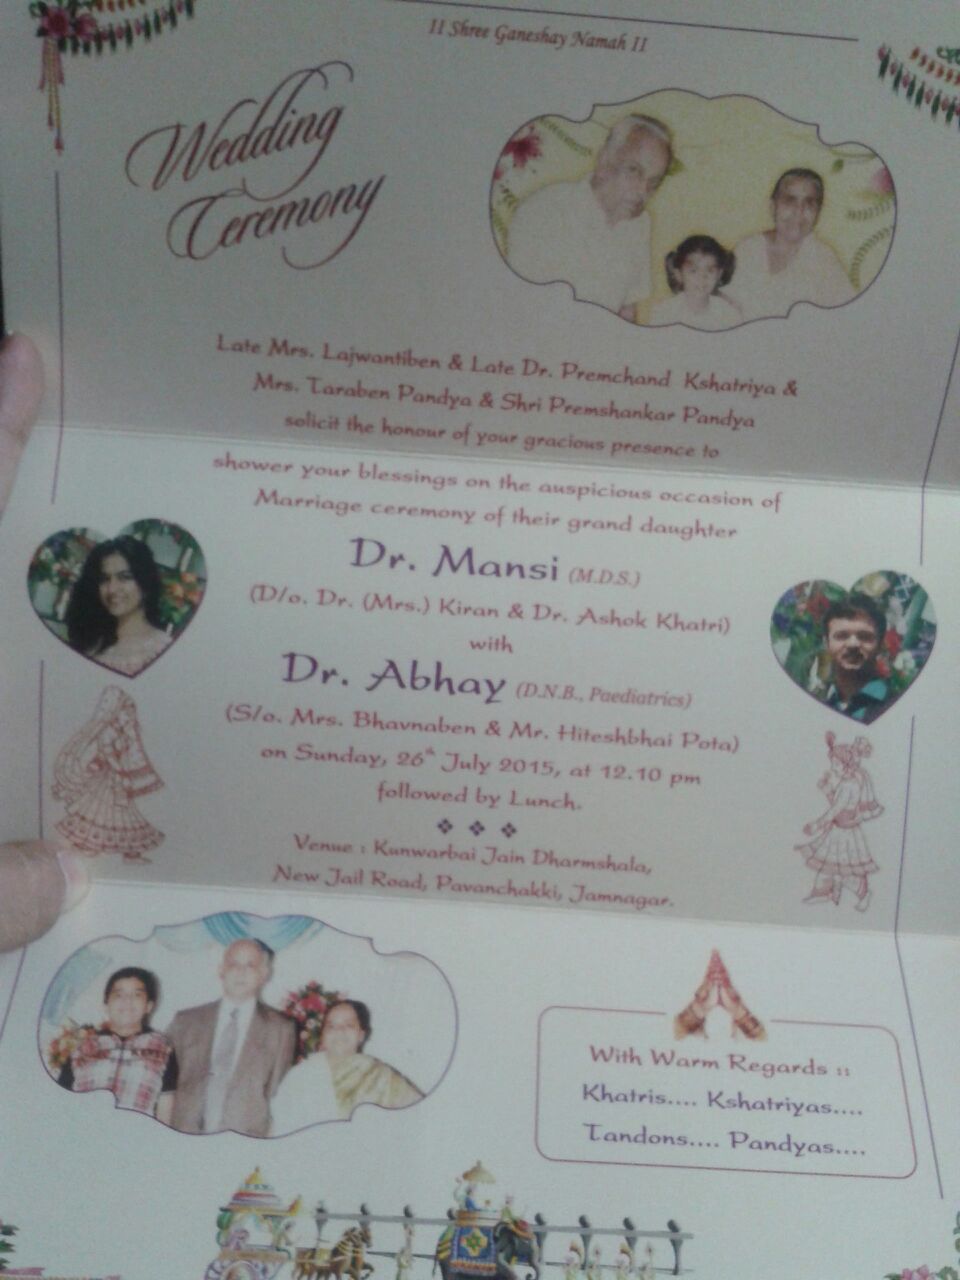 II Shree Ganeshay Namah II
Wedding
Ceremony
Late Mrs. Lajwantiben & Late Dr. Premchand Kshatriya &
Mrs. Taraben Pandya & Shri Premshankar Pandya
solicit the honour of your gracious presence to
shower your blessings on the auspicious occasion of
Marriage ceremony of their grand daughter
Dr. Mansi (M.D.S.)
(D/o. Dr. (Mrs.) Kiran & Dr. Ashok Khatri)
with
Dr. Abhay (D.N.B., Paediatrics)
(S/o. Mrs. Bhavnaben & Mr. Hiteshbhai Pota)
on Sunday, 26th July 2015, at 12.10 pm
followed by Lunch.
Venue : Kunwarbai Jain Dharmshala,
New Jail Road, Pavanchakki, Jamnagar.
With Warm Regards ::
Khatris.... Kshatriyas....
Tandons.... Pandyas....